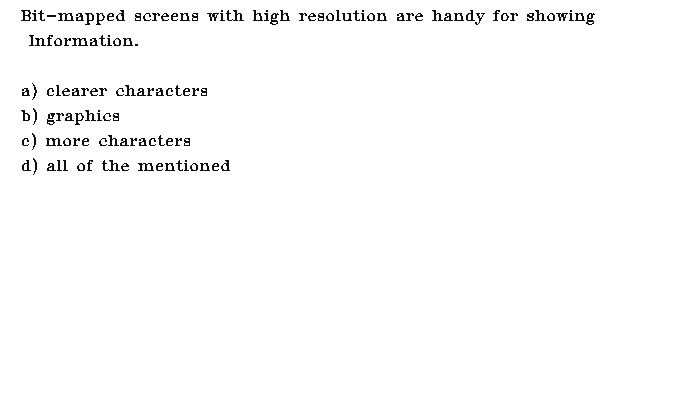 Bit-mapped screens with high resolution are handy for showing
Information.
a) clearer characters
b) graphics
c) more characters
d) all of the mentioned